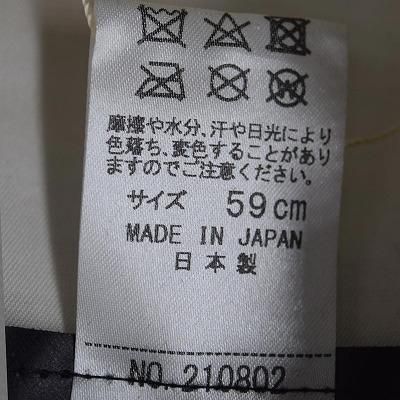 摩擦や水分、汗や日光により
色落ち、変色することがあり
ますのでご注意ください。
サイズ 59cm
MADE IN JAPAN
日本製
NO. 210802